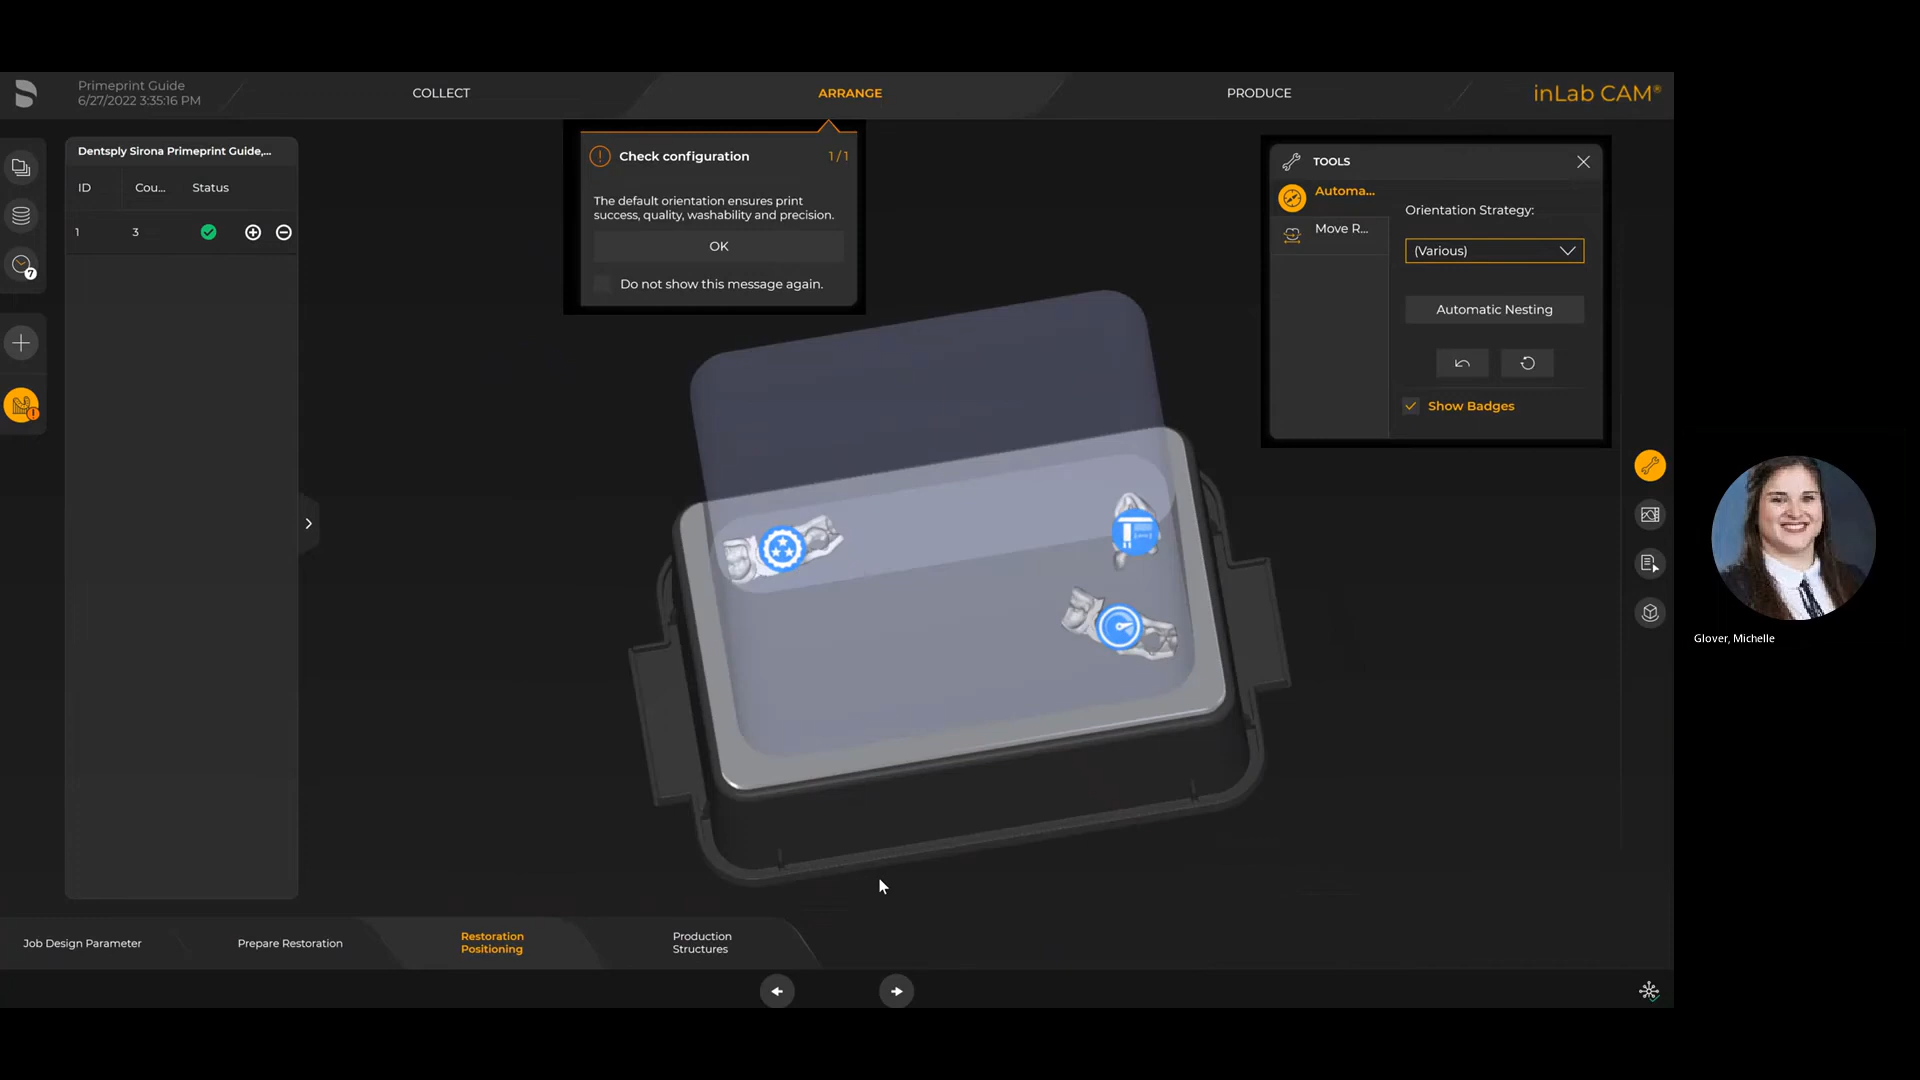 Primeprint Guide
6/27/2022 3:35:16 PM
COLLECT
ARRANGE
PRODUCE
inLab CAM®
Dentsply Sirona Primeprint Guide,...
ID
Cou...
Status
1
3
7
Check configuration
1/1
The default orientation ensures print
success, quality, washability and precision.
OK
Do not show this message again.
TOOLS
Automa...
Move R...
Orientation Strategy:
(Various)
Automatic Nesting
Show Badges
Glover, Michelle
Job Design Parameter
Prepare Restoration
Restoration
Positioning
Production
Structures